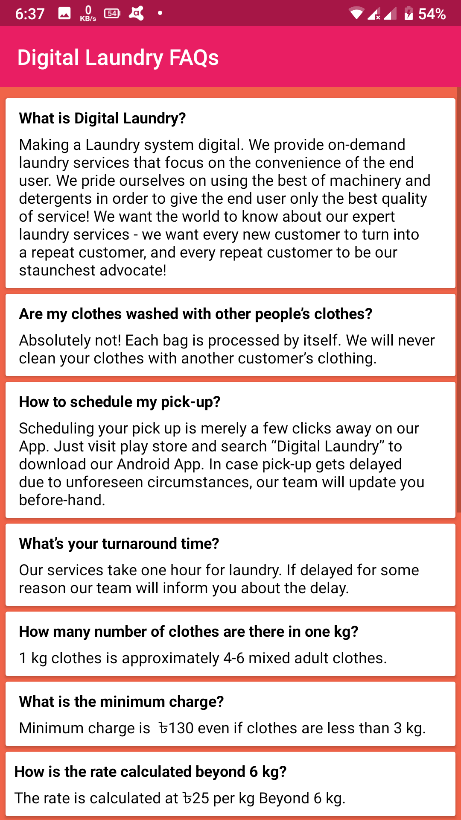 6:37 0 KB/s 54 54%
Digital Laundry FAQs
What is Digital Laundry?
Making a Laundry system digital. We provide on-demand
laundry services that focus on the convenience of the end
user. We pride ourselves on using the best of machinery and
detergents in order to give the end user only the best quality
of service! We want the world to know about our expert
laundry services - we want every new customer to turn into
a repeat customer, and every repeat customer to be our
staunchest advocate!
Are my clothes washed with other people’s clothes?
Absolutely not! Each bag is processed by itself. We will never
clean your clothes with another customer’s clothing.
How to schedule my pick-up?
Scheduling your pick up is merely a few clicks away on our
App. Just visit play store and search “Digital Laundry” to
download our Android App. In case pick-up gets delayed
due to unforeseen circumstances, our team will update you
before-hand.
What’s your turnaround time?
Our services take one hour for laundry. If delayed for some
reason our team will inform you about the delay.
How many number of clothes are there in one kg?
1 kg clothes is approximately 4-6 mixed adult clothes.
What is the minimum charge?
Minimum charge is ৳130 even if clothes are less than 3 kg.
How is the rate calculated beyond 6 kg?
The rate is calculated at ৳25 per kg Beyond 6 kg.